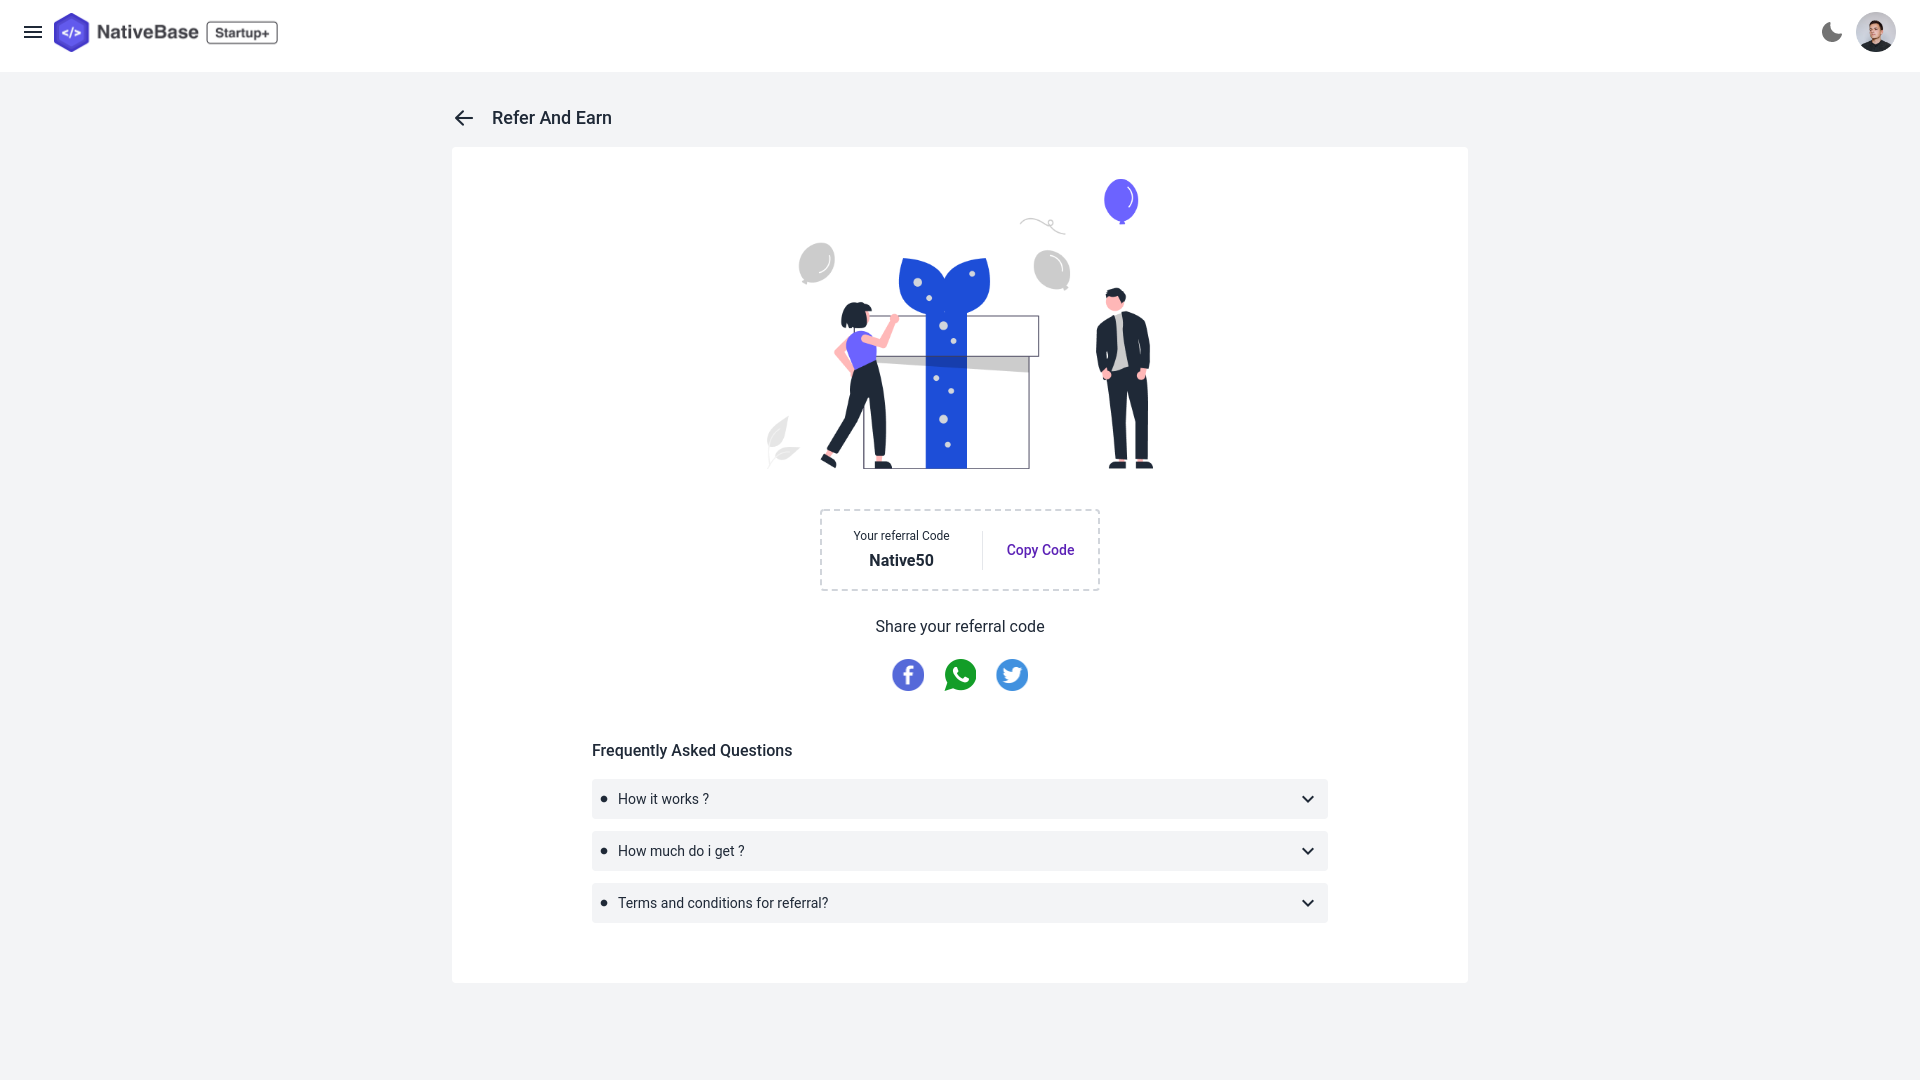 </> NativeBase Startup+
Refer And Earn
Your referral Code
Native50
Copy Code
Share your referral code
Frequently Asked Questions
How it works ?
How much do i get ?
Terms and conditions for referral?